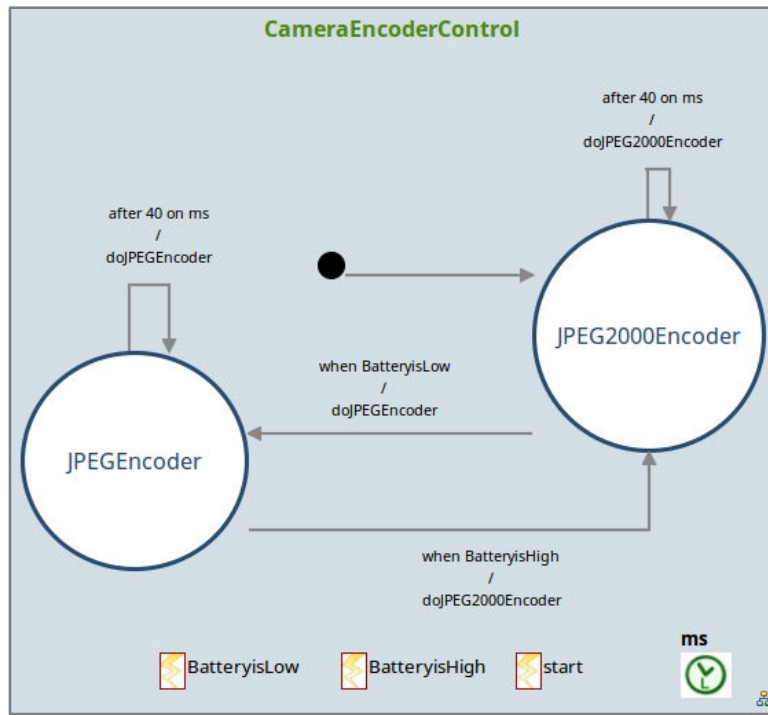 CameraEncoderControl
after 40 on ms
/
doJPEG2000Encoder
after 40 on ms
/
doJPEGEncoder
JPEG2000Encoder
when BatteryisLow
/
doJPEGEncoder
JPEGEncoder
when BatteryisHigh
/
doJPEG2000Encoder
ms
BatteryisLow
BatteryisHigh
start
L